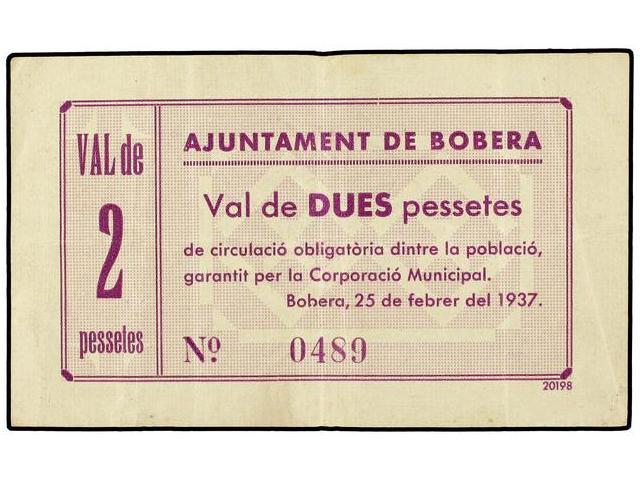 VAL de
2
pessetes
AJUNTAMENT DE BOBERA
Val de DUES pessetes
de circulació obligatòria dintre la població,
garantit per la Corporació Municipal.
Bobera, 25 de febrer del 1937.
Nº 0489
20198